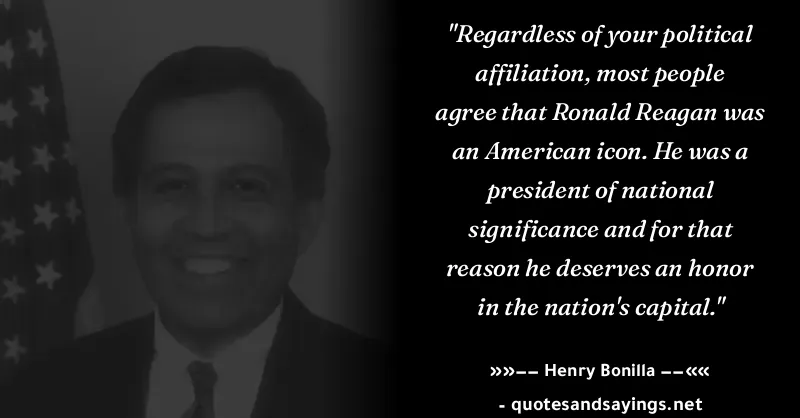 "Regardless of your political
affiliation, most people
agree that Ronald Reagan was
an American icon. He was a
president of national
significance and for that
reason he deserves an honor
in the nation's capital."
»»–– Henry Bonilla ––««
- quotesandsayings.net